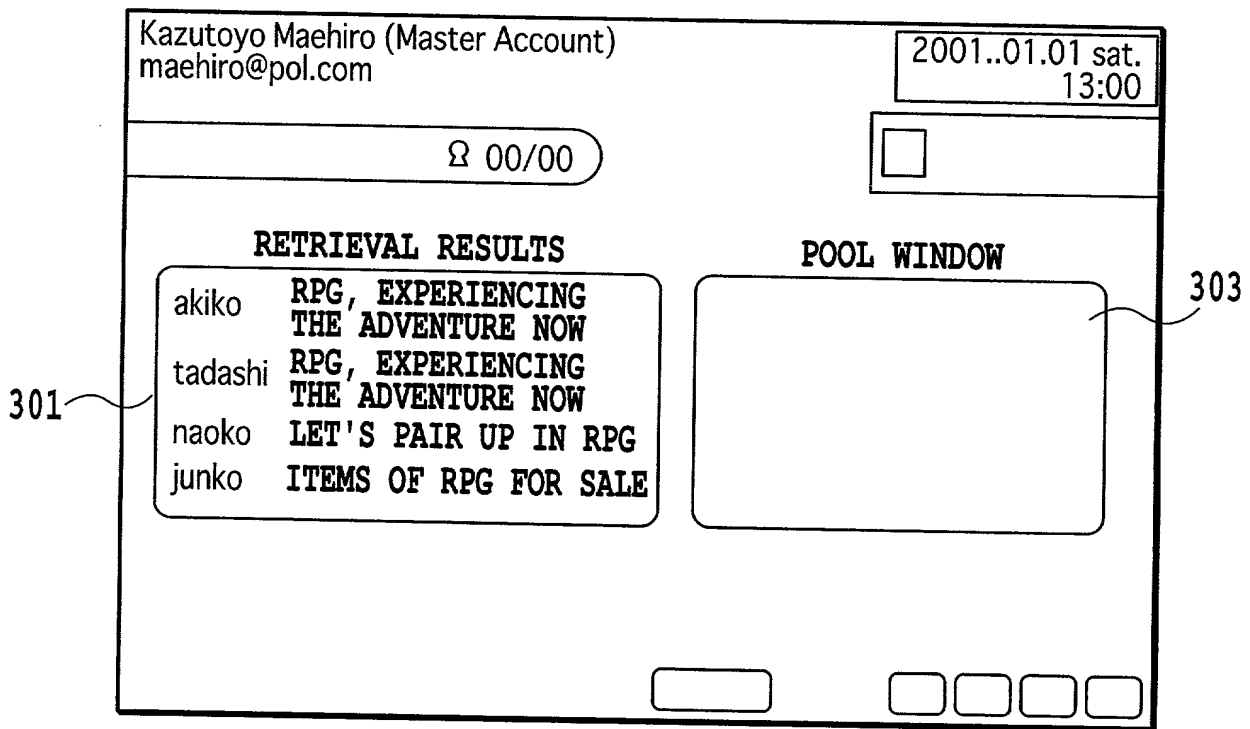 Kazutoyo Maehiro (Master Account)
maehiro@pol.com
2001..01.01 sat.
13:00
00/00
RETRIEVAL RESULTS
akiko RPG, EXPERIENCING
THE ADVENTURE NOW
tadashi RPG, EXPERIENCING
THE ADVENTURE NOW
naoko LET'S PAIR UP IN RPG
junko ITEMS OF RPG FOR SALE
301
POOL WINDOW
303